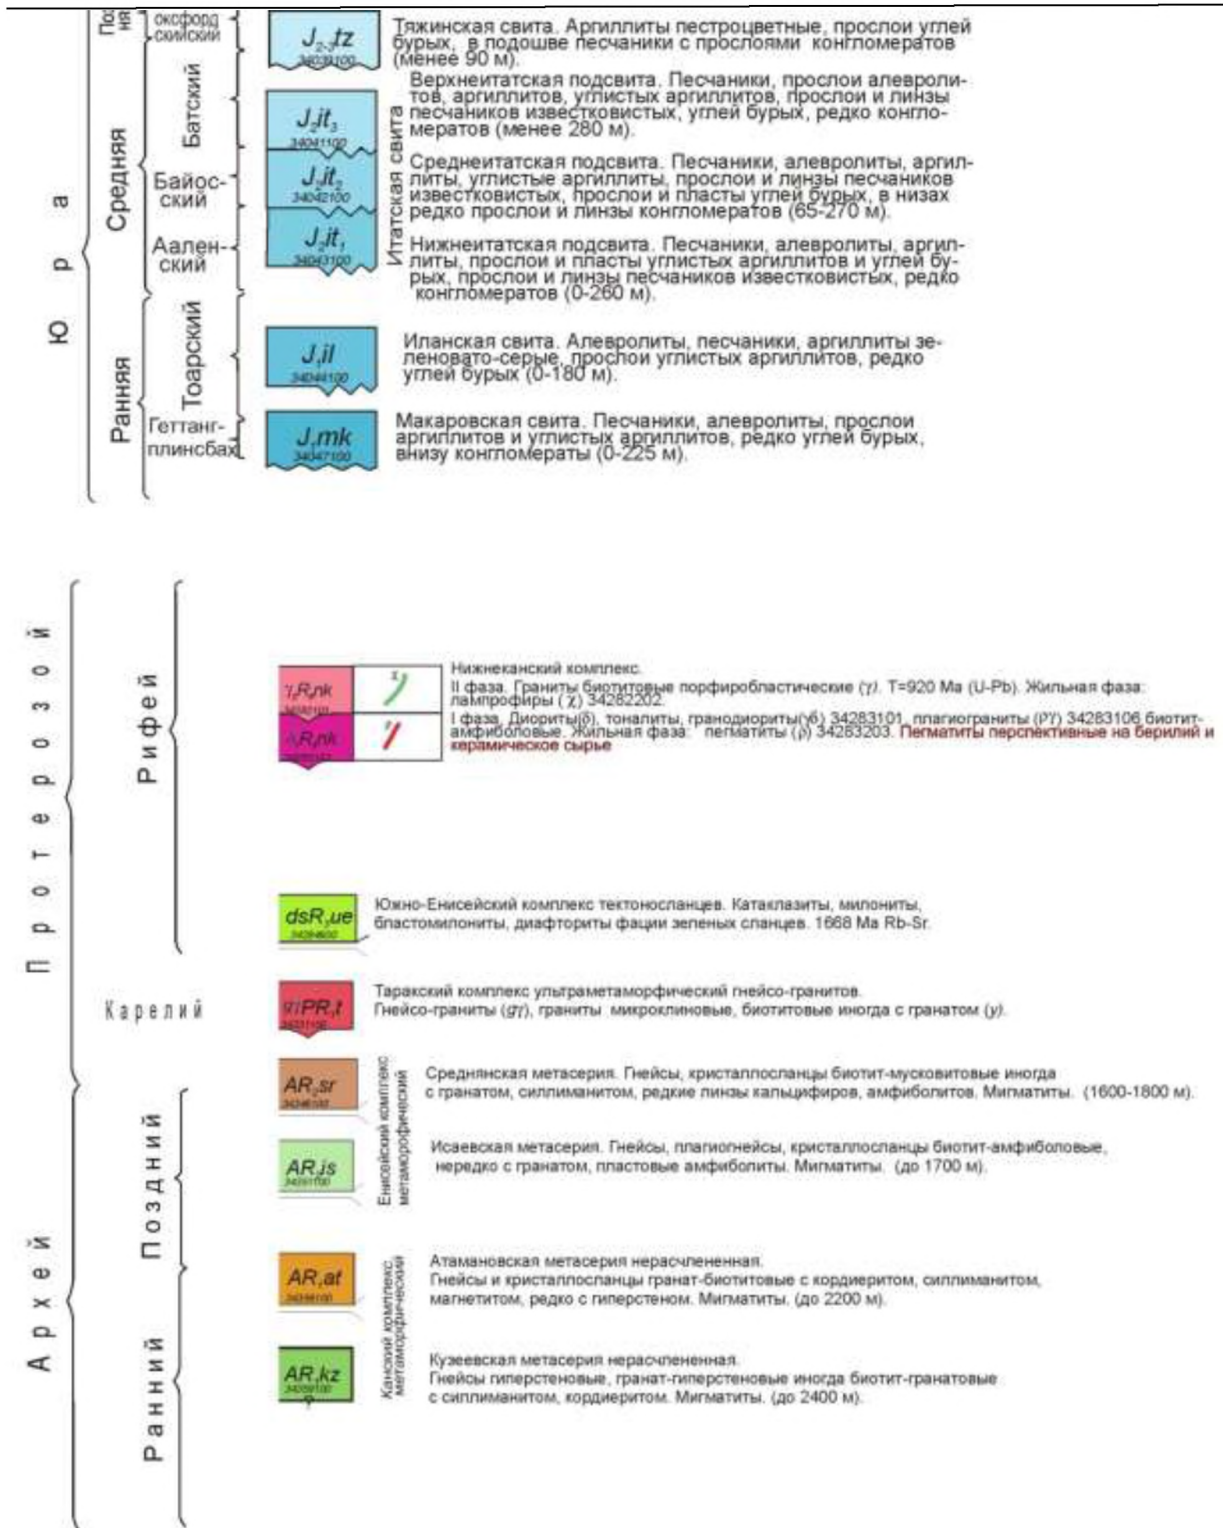 Юра
Средняя
Ранняя
оксфорд
скийский
Батский
Байос-
ский
Аален-
ский
Тоарский
Геттанг-
плинсбах
J₂₋₃tz
34039100
Тяжинская свита. Аргиллиты пестроцветные, прослои углей
бурых, в подошве песчаники с прослоями конгломератов
(менее 90 м).
Итатская свита
J₂it₃
34041100
Верхнеитатская подсвита. Песчаники, прослои алевроли-
тов, аргиллитов, углистых аргиллитов, прослои и линзы
песчаников известковистых, углей бурых, редко конгло-
мератов (менее 280 м).
J₂it₂
34042100
Среднеитатская подсвита. Песчаники, алевролиты, аргил-
литы, углистые аргиллиты, прослои и линзы песчаников
известковистых, прослои и пласты углей бурых, в низах
редко прослои и линзы конгломератов (65-270 м).
J₂it₁
34043100
Нижнеитатская подсвита. Песчаники, алевролиты, аргил-
литы, прослои и пласты углистых аргиллитов и углей бу-
рых, прослои и линзы песчаников известковистых, редко
конгломератов (0-260 м).
J₁il
34044100
Иланская свита. Алевролиты, песчаники, аргиллиты зе-
леновато-серые, прослои углистых аргиллитов, редко
углей бурых (0-180 м).
J₁mk
34047100
Макаровская свита. Песчаники, алевролиты, прослои
аргиллитов и углистых аргиллитов, редко углей бурых,
внизу конгломераты (0-225 м).
Протерозой
Рифей
Нижнеканский комплекс.
II фаза. Граниты биотитовые порфиробластические (γ). T=920 Ma (U-Pb). Жильная фаза:
лампрофиры (χ) 34282202.
I фаза. Диориты(δ), тоналиты, гранодиориты(γδ) 34283101, плагиограниты (ργ) 34283106 биотит-
амфиболовые. Жильная фаза: пегматиты (ρ) 34283203. Пегматиты перспективные на берилий и
керамическое сырье
dsR₁ue
Южно-Енисейский комплекс тектоносланцев. Катаклазиты, милониты,
бластомилониты, диафториты фации зеленых сланцев. 1668 Ma Rb-Sr.
Карелий
gγPR₁t
Таракский комплекс ультраметаморфический гнейсо-гранитов.
Гнейсо-граниты (gγ), граниты микроклиновые, биотитовые иногда с гранатом (γ).
Архей
Поздний
Ранний
Енисейский комплекс
метаморофический
AR₂sr
Среднянская метасерия. Гнейсы, кристаллосланцы биотит-мусковитовые иногда
с гранатом, силлиманитом, редкие линзы кальцифиров, амфиболитов. Мигматиты. (1600-1800 м).
AR₂is
Исаевская метасерия. Гнейсы, плагиогнейсы, кристаллосланцы биотит-амфиболовые,
нередко с гранатом, пластовые амфиболиты. Мигматиты. (до 1700 м).
Канский комплекс
метаморфический
AR₁at
Атамановская метасерия нерасчлененная.
Гнейсы и кристаллосланцы гранат-биотитовые с кордиеритом, силлиманитом,
магнетитом, редко с гиперстеном. Мигматиты. (до 2200 м).
AR₁kz
Кузеевская метасерия нерасчлененная.
Гнейсы гиперстеновые, гранат-гиперстеновые иногда биотит-гранатовые
с силлиманитом, кордиеритом. Мигматиты. (до 2400 м).